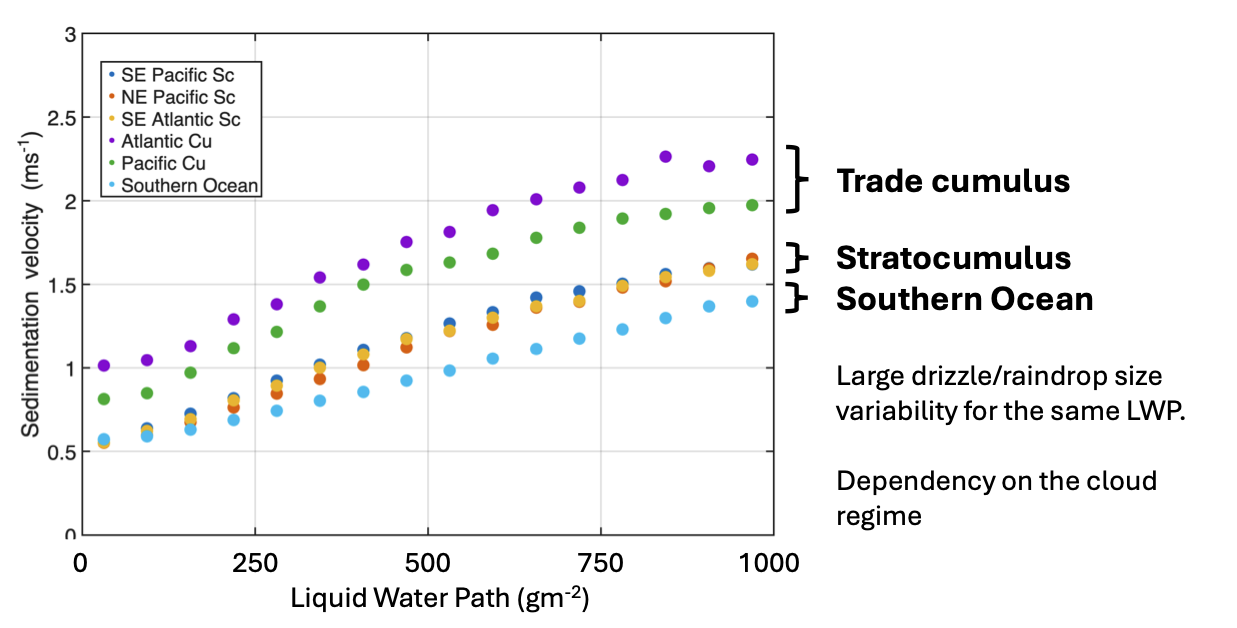 3
2.5
2
1.5
1
0.5
0
Sedimentation velocity (ms⁻¹)
SE Pacific Sc
NE Pacific Sc
SE Atlantic Sc
Atlantic Cu
Pacific Cu
Southern Ocean
0 250 500 750 1000
Liquid Water Path (gm⁻²)
Trade cumulus
Stratocumulus
Southern Ocean
Large drizzle/raindrop size
variability for the same LWP.
Dependency on the cloud
regime